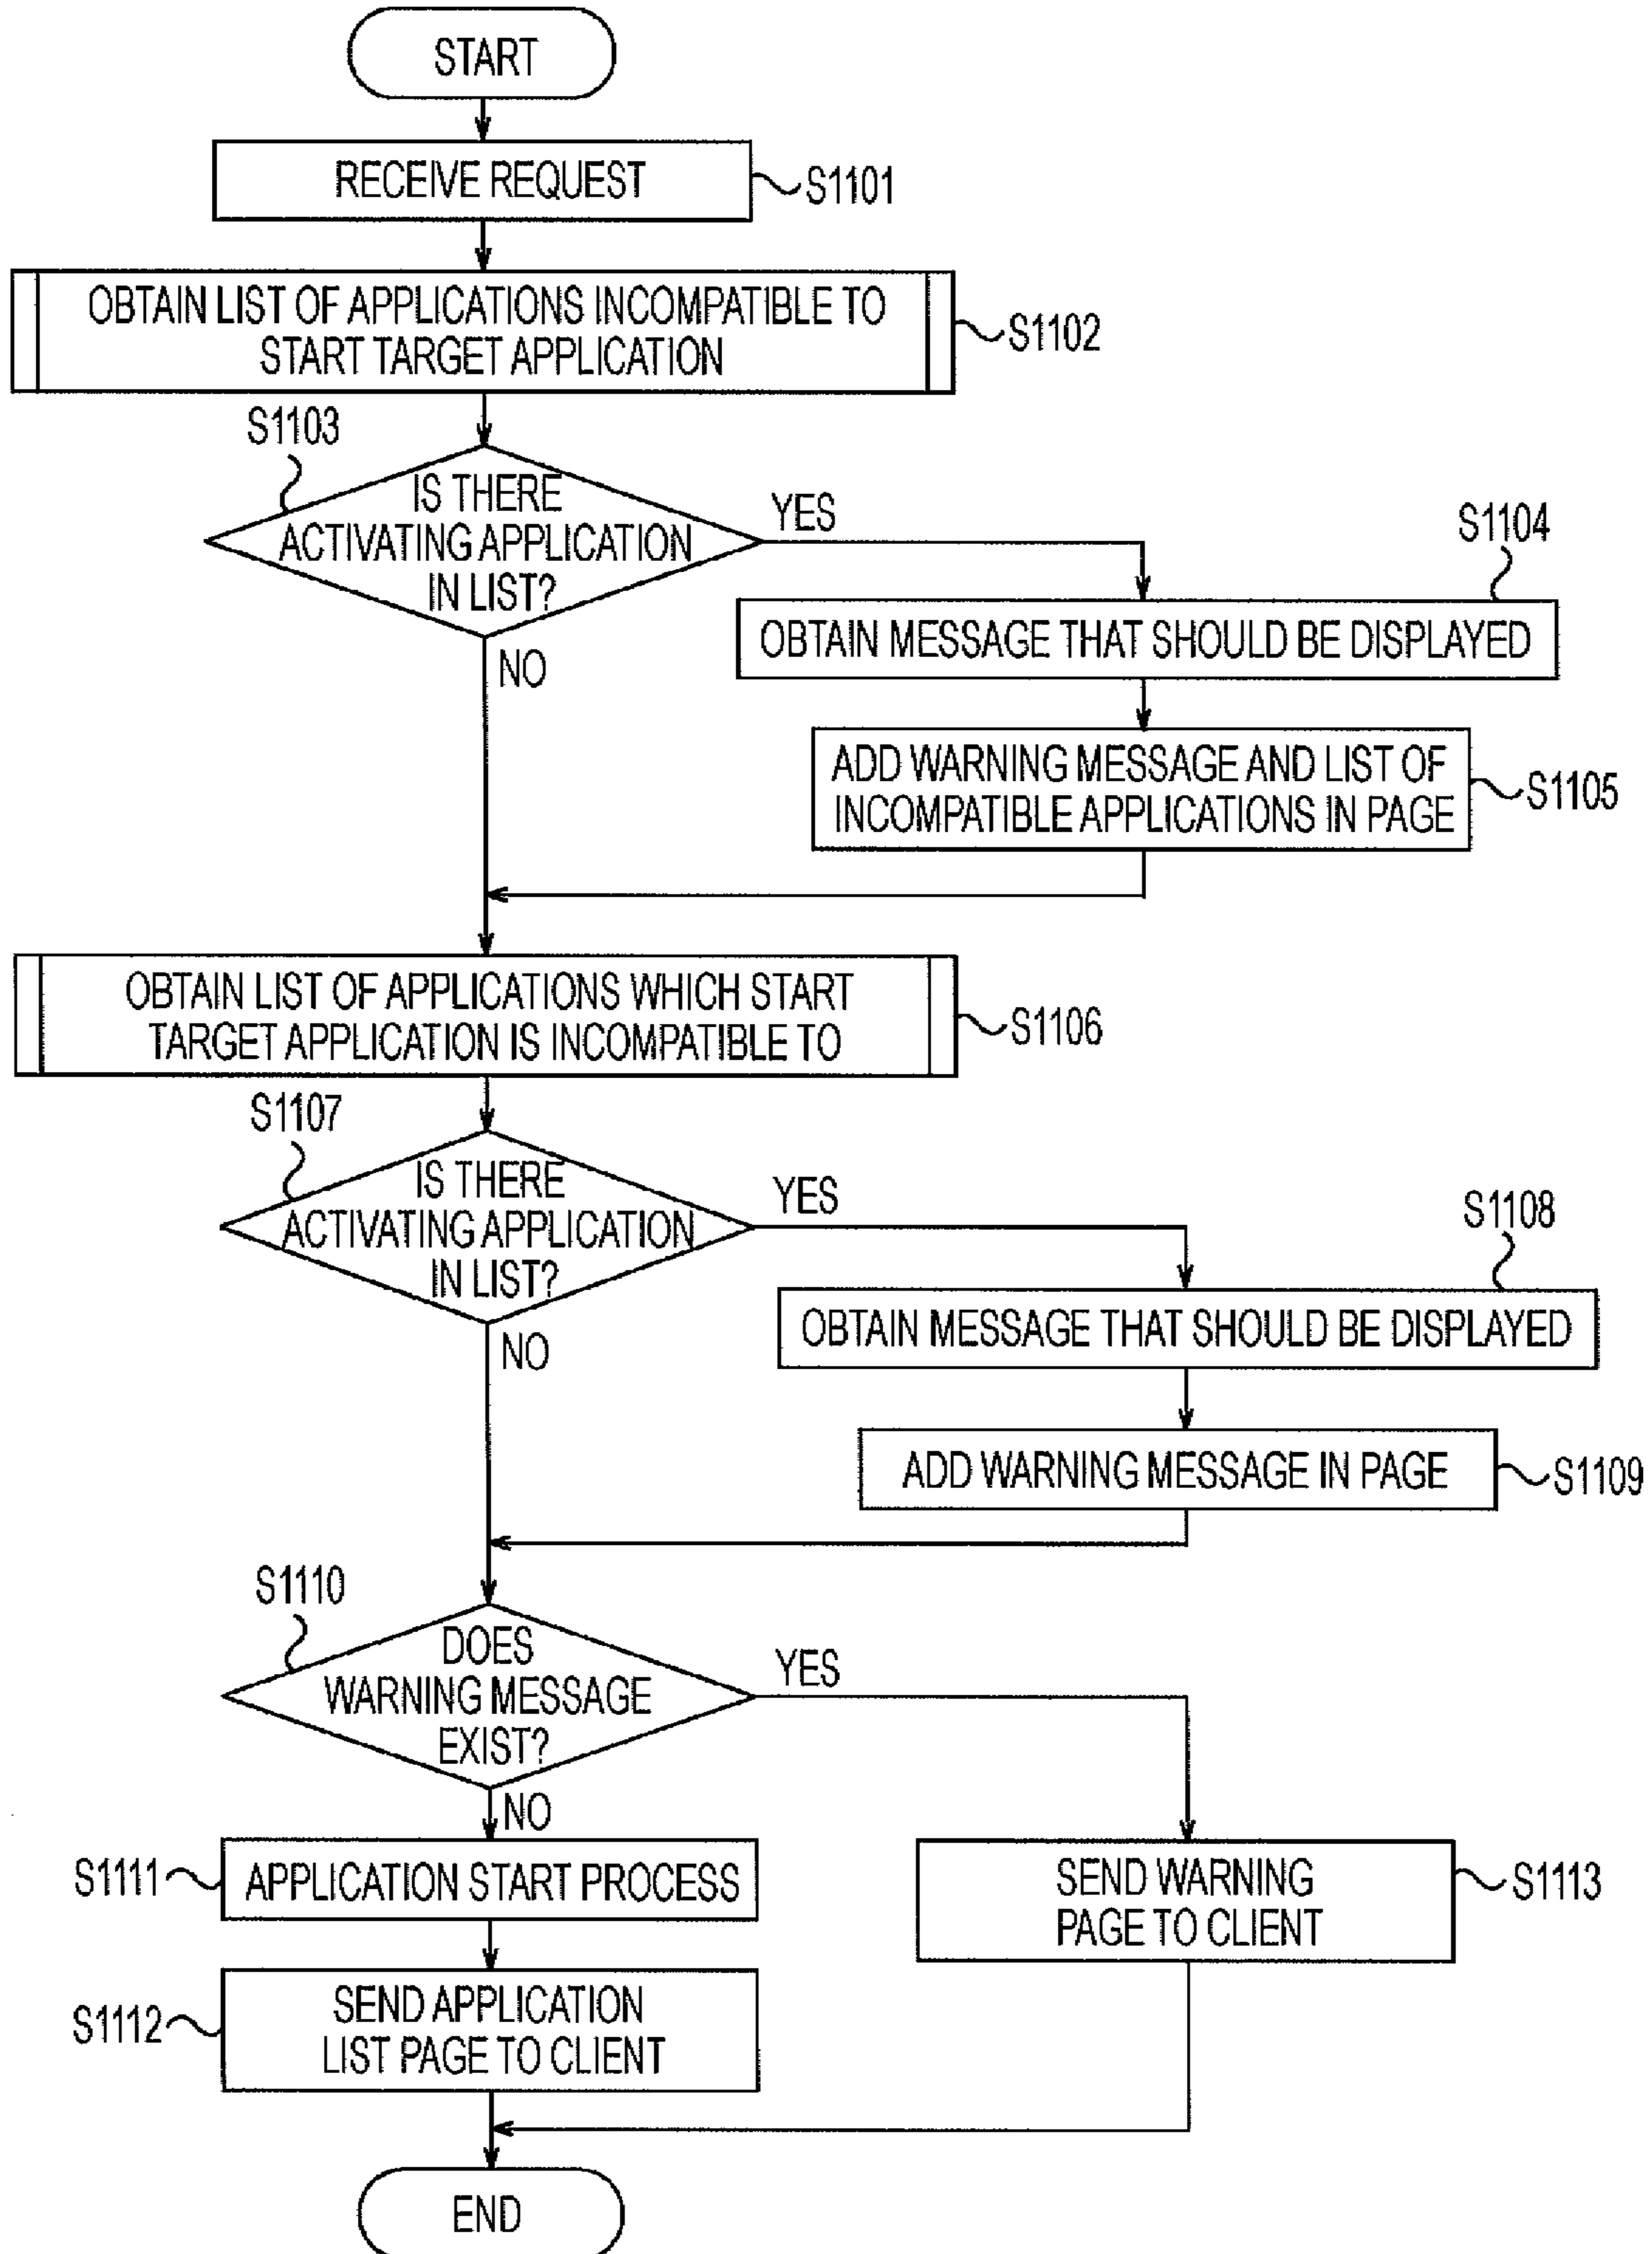 START
RECEIVE REQUEST
S1101
OBTAIN LIST OF APPLICATIONS INCOMPATIBLE TO
START TARGET APPLICATION
S1102
S1103
IS THERE
ACTIVATING APPLICATION
IN LIST?
YES
NO
S1104
OBTAIN MESSAGE THAT SHOULD BE DISPLAYED
ADD WARNING MESSAGE AND LIST OF
INCOMPATIBLE APPLICATIONS IN PAGE
S1105
OBTAIN LIST OF APPLICATIONS WHICH START
TARGET APPLICATION IS INCOMPATIBLE TO
S1106
S1107
IS THERE
ACTIVATING APPLICATION
IN LIST?
YES
NO
S1108
OBTAIN MESSAGE THAT SHOULD BE DISPLAYED
ADD WARNING MESSAGE IN PAGE
S1109
S1110
DOES
WARNING MESSAGE
EXIST?
YES
NO
S1111
APPLICATION START PROCESS
SEND WARNING
PAGE TO CLIENT
S1113
S1112
SEND APPLICATION
LIST PAGE TO CLIENT
END